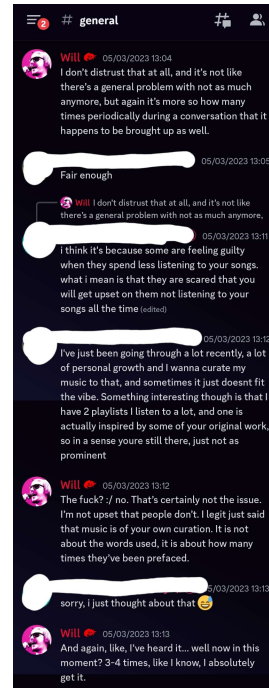 2
# general
Will 05/03/2023 13:04
I don't distrust that at all, and it's not like
there's a general problem with not as much
anymore, but again it's more so how many
times periodically during a conversation that it
happens to be brought up as well.
05/03/2023 13:05
Fair enough
Will I don't distrust that at all, and it's not like
there's a general problem with not as much anymore,
05/03/2023 13:11
i think it's because some are feeling guilty
when they spend less listening to your songs.
what i mean is that they are scared that you
will get upset on them not listening to your
songs all the time (edited)
05/03/2023 13:12
I've just been going through a lot recently, a lot
of personal growth and I wanna curate my
music to that, and sometimes it just doesnt fit
the vibe. Something interesting though is that I
have 2 playlists I listen to a lot, and one is
actually inspired by some of your original work,
so in a sense youre still there, just not as
prominent
Will 05/03/2023 13:12
The fuck? :/ no. That's certainly not the issue.
I'm not upset that people don't. I legit just said
that music is of your own curation. It is not
about the words used, it is about how many
times they've been prefaced.
5/03/2023 13:13
sorry, i just thought about that 😅
Will 05/03/2023 13:13
And again, like, I've heard it... well now in this
moment? 3-4 times, like I know, I absolutely
get it.